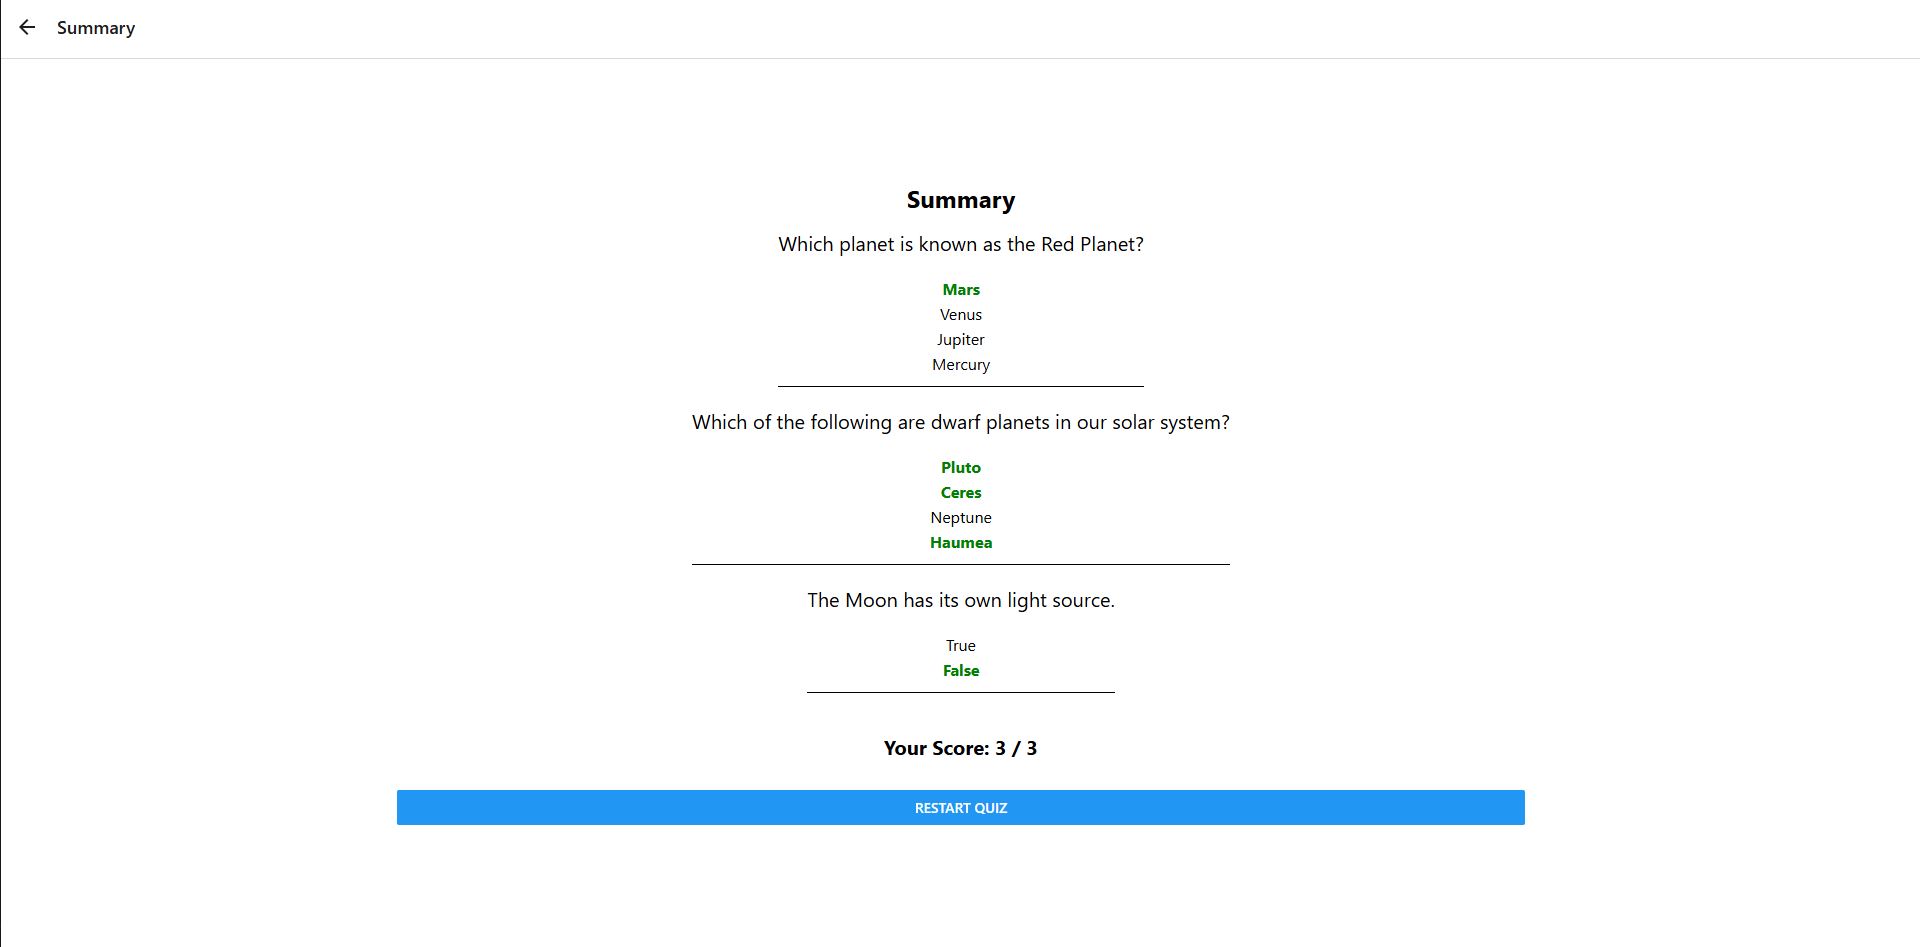 Summary
Summary
Which planet is known as the Red Planet?
Mars
Venus
Jupiter
Mercury
Which of the following are dwarf planets in our solar system?
Pluto
Ceres
Neptune
Haumea
The Moon has its own light source.
True
False
Your Score: 3 / 3
RESTART QUIZ